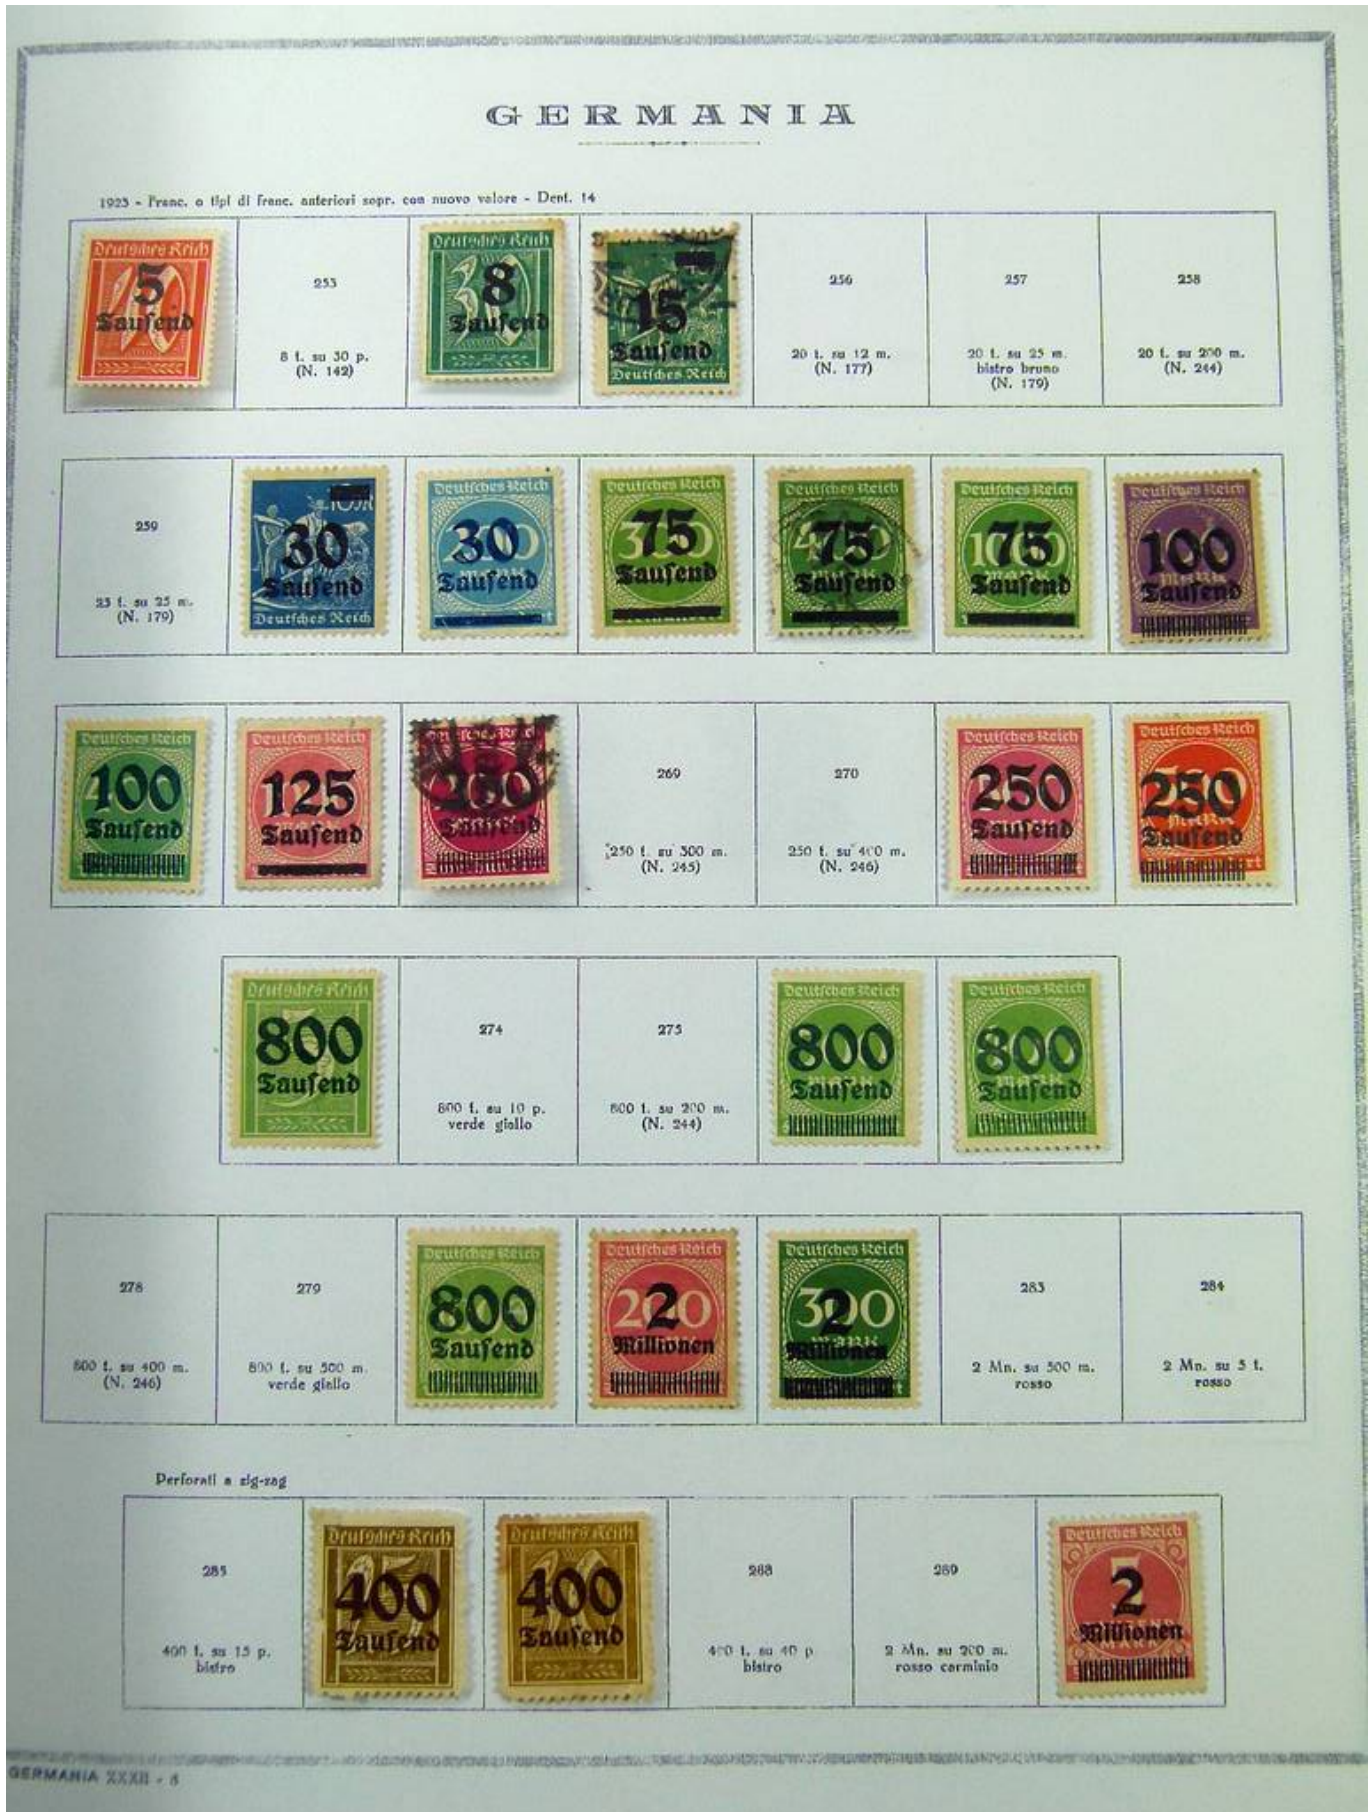 GERMANIA
1923 - Franc. o tipi di franc. anteriori sopr. con nuovo valore - Dent. 14
Deutsches Reich
5
Tausend
253
8 t. su 30 p.
(N. 142)
Deutsches Reich
8
Tausend
15
Tausend
Deutsches Reich
256
20 t. su 12 m.
(N. 177)
257
20 t. su 25 m.
bistro bruno
(N. 179)
258
20 t. su 200 m.
(N. 244)
259
25 t. su 25 m.
(N. 179)
30
Tausend
Deutsches Reich
30
Tausend
Deutsches Reich
75
Tausend
Deutsches Reich
75
Tausend
Deutsches Reich
75
Tausend
Deutsches Reich
100
Tausend
Deutsches Reich
100
Tausend
Deutsches Reich
125
Tausend
250
Tausend
269
250 t. su 300 m.
(N. 245)
270
250 t. su 400 m.
(N. 246)
Deutsches Reich
250
Tausend
Deutsches Reich
250
Tausend
Deutsches Reich
800
Tausend
274
800 t. su 10 p.
verde giallo
275
800 t. su 200 m.
(N. 244)
Deutsches Reich
800
Tausend
Deutsches Reich
800
Tausend
278
800 t. su 400 m.
(N. 246)
279
800 t. su 500 m.
verde giallo
Deutsches Reich
800
Tausend
Deutsches Reich
200
2
Millionen
Deutsches Reich
300
2
Millionen
283
2 Mn. su 500 m.
rosso
284
2 Mn. su 5 t.
rosso
Perforati a zig-zag
285
400 t. su 15 p.
bistro
Deutsches Reich
25
400
Tausend
Deutsches Reich
30
400
Tausend
288
400 t. su 40 p
bistro
289
2 Mn. su 200 m.
rosso carminio
Deutsches Reich
5
2
Millionen
GERMANIA XXXII - 8